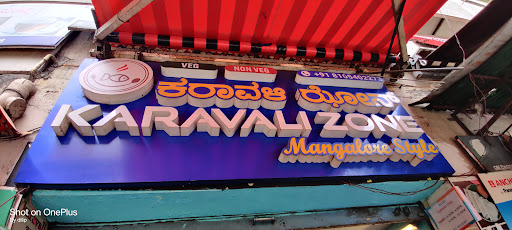 VEG NON VEG
ಕರಾವಳಿ ಝೋನ್
KARAVALI ZONE
Mangalore Style
Shot on OnePlus